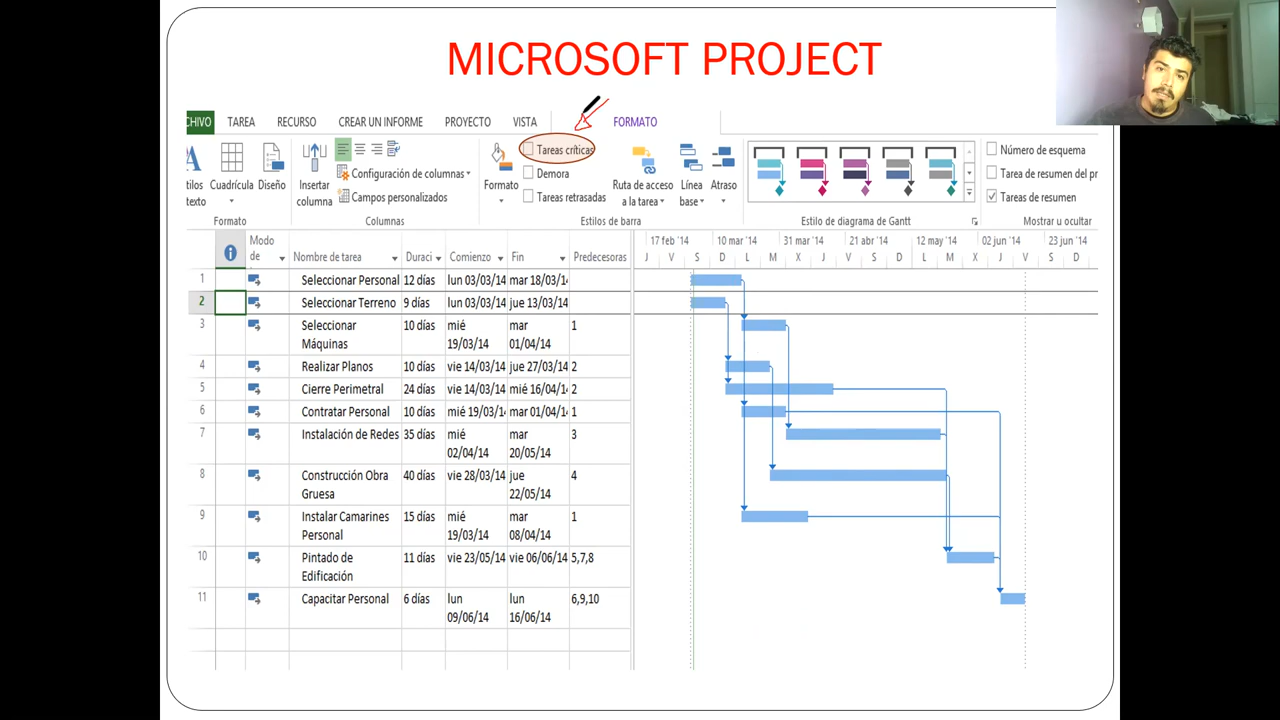 MICROSOFT PROJECT
CHIVO TAREA RECURSO CREAR UN INFORME PROYECTO VISTA FORMATO
tilos
texto
Cuadrícula
Diseño
Formato
Insertar
columna
Configuración de columnas
Campos personalizados
Columnas
Formato
Tareas críticas
Demora
Tareas retrasadas
Ruta de acceso
a la tarea
Línea
base
Atraso
Estilos de barra
Estilo de diagrama de Gantt
Número de esquema
Tarea de resumen del pr
Tareas de resumen
Mostrar u ocultar
Modo
de
Nombre de tarea Duraci Comienzo Fin Predecesoras
17 feb '14 10 mar '14 31 mar '14 21 abr '14 12 may '14 02 jun '14 23 jun '14
J V S D L M X J V S D L M J V S D
1 Seleccionar Personal 12 días lun 03/03/14 mar 18/03/14
2 Seleccionar Terreno 9 días lun 03/03/14 jue 13/03/14
3 Seleccionar 10 días mié mar 1
Máquinas 19/03/14 01/04/14
4 Realizar Planos 10 días vie 14/03/14 jue 27/03/14 2
5 Cierre Perimetral 24 días vie 14/03/14 mié 16/04/14 2
6 Contratar Personal 10 días mié 19/03/14 mar 01/04/14 1
7 Instalación de Redes 35 días mié mar 3
02/04/14 20/05/14
8 Construcción Obra 40 días vie 28/03/14 jue 4
Gruesa 22/05/14
9 Instalar Camarines 15 días mié mar 1
Personal 19/03/14 08/04/14
10 Pintado de 11 días vie 23/05/14 vie 06/06/14 5,7,8
Edificación
11 Capacitar Personal 6 días lun lun 6,9,10
09/06/14 16/06/14